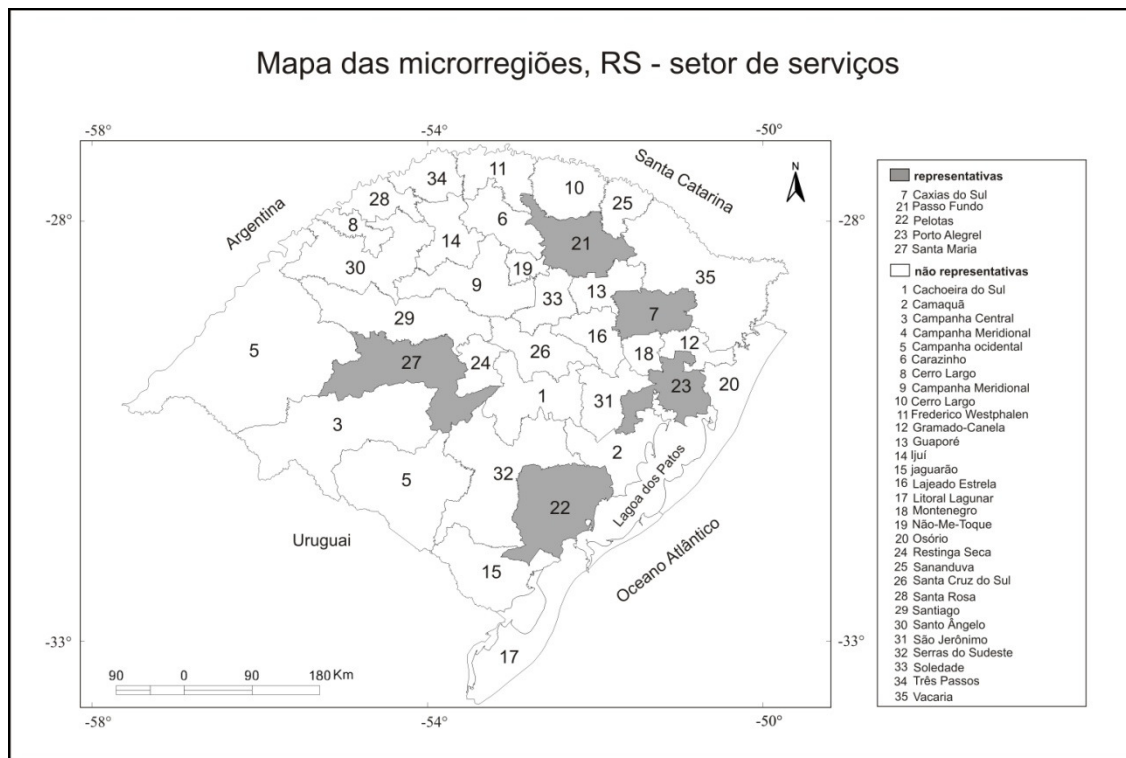 Mapa das microrregiões, RS - setor de serviços
-58° -54° -50°
-28° -28°
-33° -33°
-58° -54° -50°
Argentina
Santa Catarina
Uruguai
Lagoa dos Patos
Oceano Atlântico
N
34
11
10
28
25
8
6
21
14
30
19
35
9
33
13
29
7
5
16
12
27
24
26
18
23
20
1
31
3
2
5
32
22
15
17
90 0 90 180 Km
representativas
7 Caxias do Sul
21 Passo Fundo
22 Pelotas
23 Porto Alegrel
27 Santa Maria
não representativas
1 Cachoeira do Sul
2 Camaquã
3 Campanha Central
4 Campanha Meridional
5 Campanha ocidental
6 Carazinho
8 Cerro Largo
9 Campanha Meridional
10 Cerro Largo
11 Frederico Westphalen
12 Gramado-Canela
13 Guaporé
14 Ijuí
15 jaguarão
16 Lajeado Estrela
17 Litoral Lagunar
18 Montenegro
19 Não-Me-Toque
20 Osório
24 Restinga Seca
25 Sananduva
26 Santa Cruz do Sul
28 Santa Rosa
29 Santiago
30 Santo Ângelo
31 São Jerônimo
32 Serras do Sudeste
33 Soledade
34 Três Passos
35 Vacaria